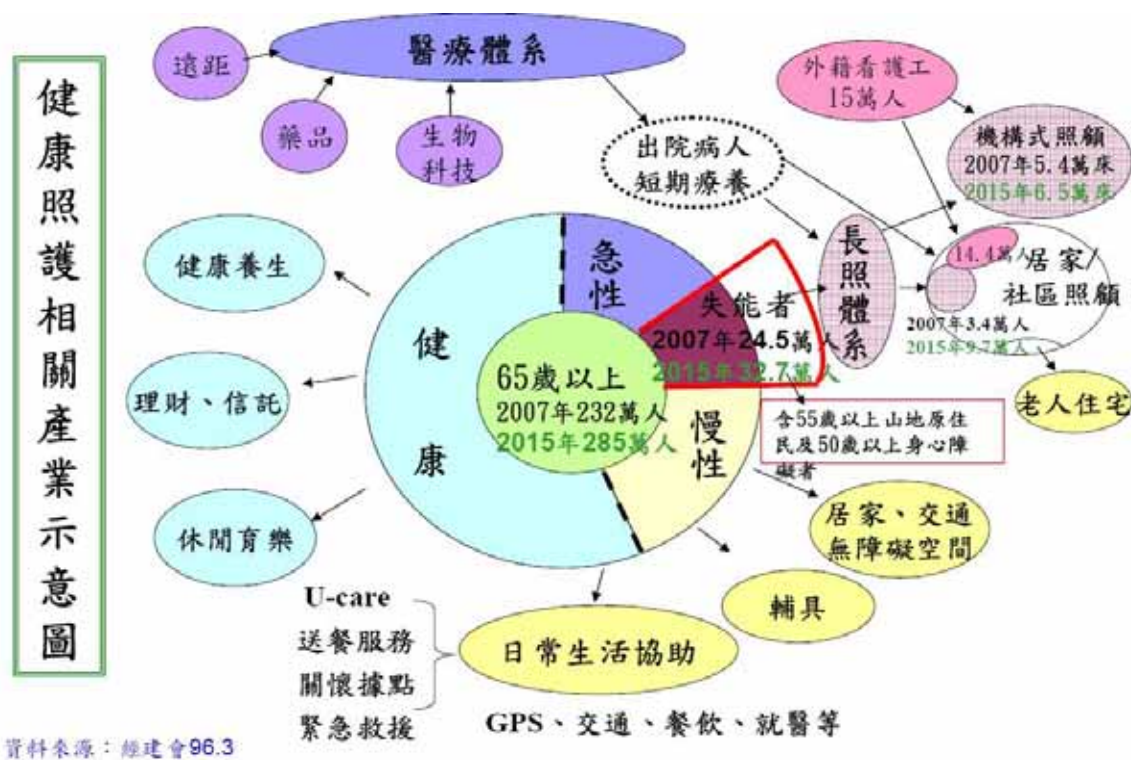 健康照護相關產業示意圖
遠距
醫療體系
藥品
生物
科技
外籍看護工
15萬人
出院病人
短期療養
機構式照顧
2007年5.4萬床
2015年6.5萬床
長照體系
14.4萬人
居家/
社區照顧
2007年3.4萬人
2015年9.7萬人
老人住宅
健康養生
理財、信託
休閒育樂
急性
健康
慢性
失能者
2007年24.5萬人
2015年32.7萬人
65歲以上
2007年232萬人
2015年285萬人
含55歲以上山地原住
民及50歲以上身心障
礙者
居家、交通
無障礙空間
輔具
日常生活協助
U-care
送餐服務
關懷據點
緊急救援
GPS、交通、餐飲、就醫等
資料來源：經建會96.3